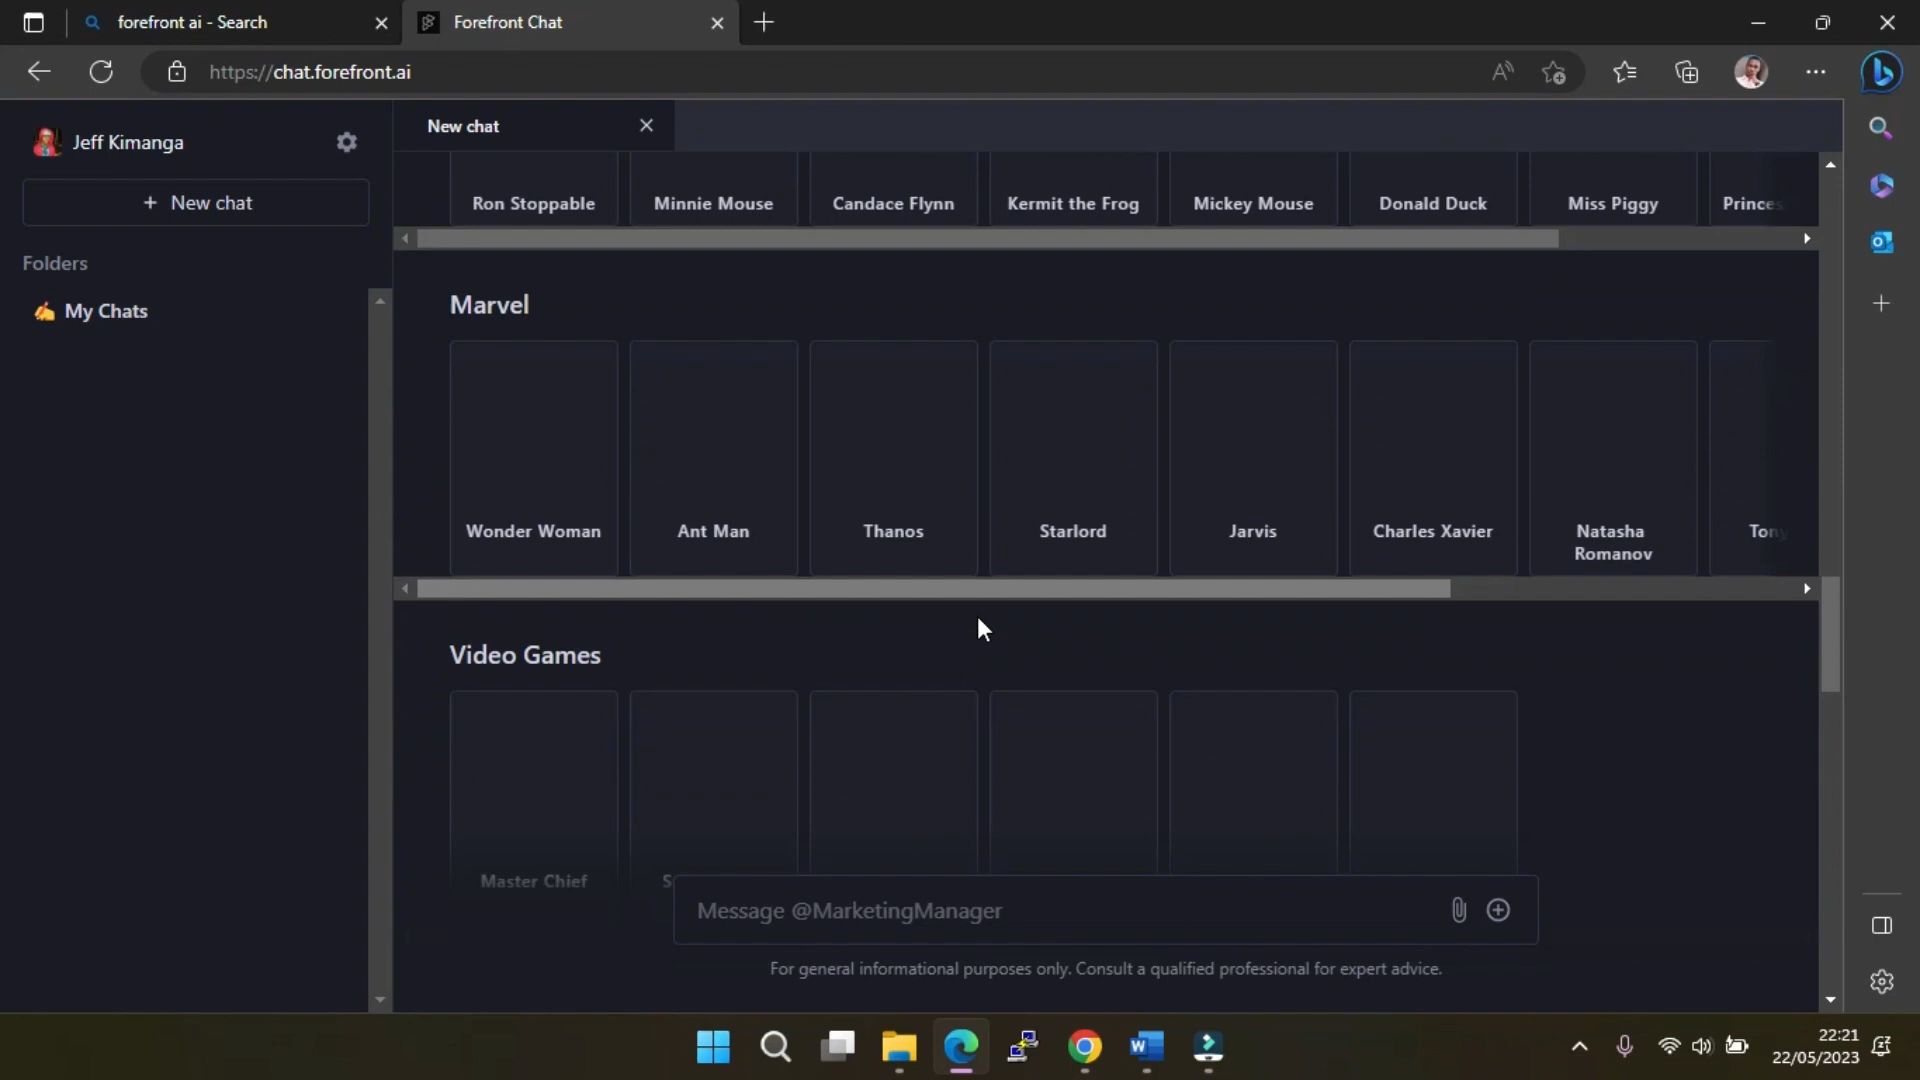 forefront ai - Search
Forefront Chat
https://chat.forefront.ai
Jeff Kimanga
New chat
New chat
Folders
My Chats
Ron Stoppable
Minnie Mouse
Candace Flynn
Kermit the Frog
Mickey Mouse
Donald Duck
Miss Piggy
Marvel
Wonder Woman
Ant Man
Thanos
Starlord
Jarvis
Charles Xavier
Natasha
Romanov
Video Games
Master Chief
Message @MarketingManager
For general informational purposes only. Consult a qualified professional for expert advice.
22:21
22/05/2023